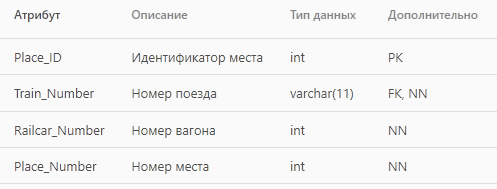 Атрибут Описание Тип данных Дополнительно
Place_ID Идентификатор места int PK
Train_Number Номер поезда varchar(11) FK, NN
Railcar_Number Номер вагона int NN
Place_Number Номер места int NN